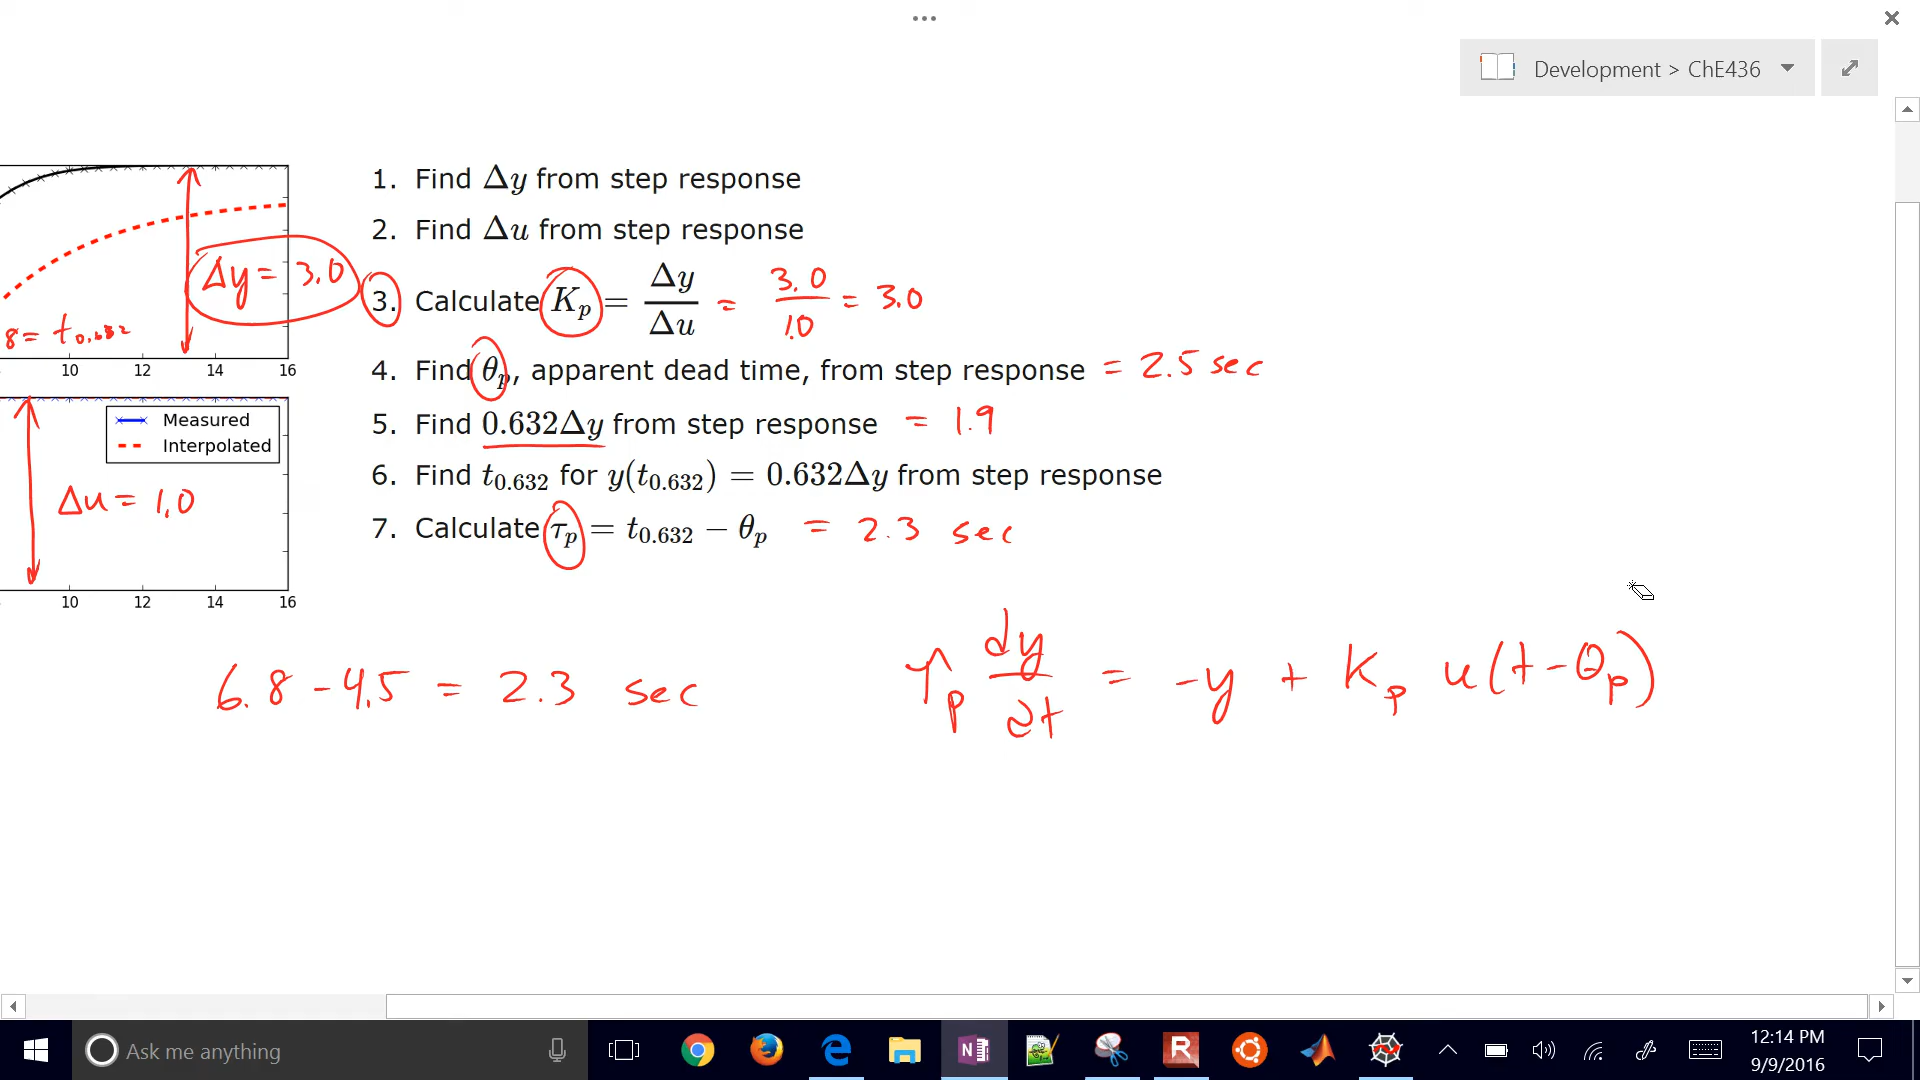 Development > ChE436
1. Find Δy from step response
2. Find Δu from step response
3. Calculate Kₚ = Δy/Δu = 3.0/1.0 = 3.0
4. Find θₚ, apparent dead time, from step response = 2.5 sec
5. Find 0.632Δy from step response = 1.9
6. Find t₀.₆₃₂ for y(t₀.₆₃₂) = 0.632Δy from step response
7. Calculate τₚ = t₀.₆₃₂ − θₚ = 2.3 sec
Δy = 3.0
8 = t₀.₆₃₂
10 12 14 16
Measured
Interpolated
Δu = 1.0
10 12 14 16
6.8 - 4.5 = 2.3 sec
τₚ dy/dt = -y + Kₚ u(t-θₚ)
Ask me anything
12:14 PM
9/9/2016